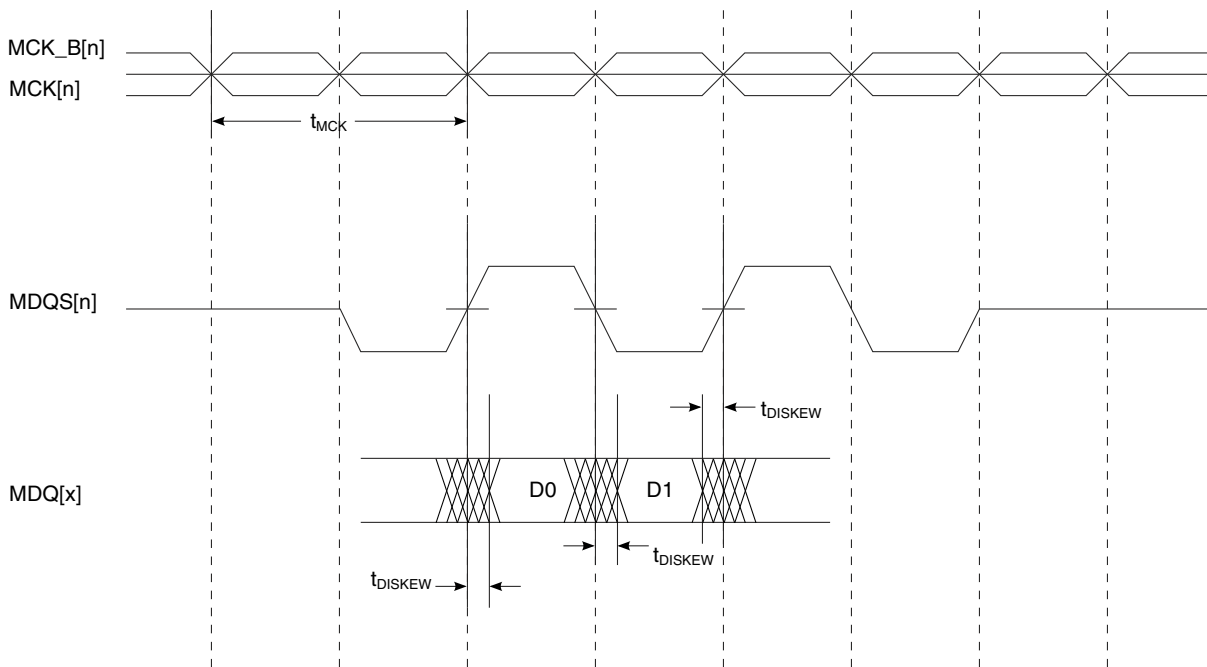 MCK_B[n]
MCK[n]
tMCK
MDQS[n]
tDISKEW
MDQ[x]
D0
D1
tDISKEW
tDISKEW